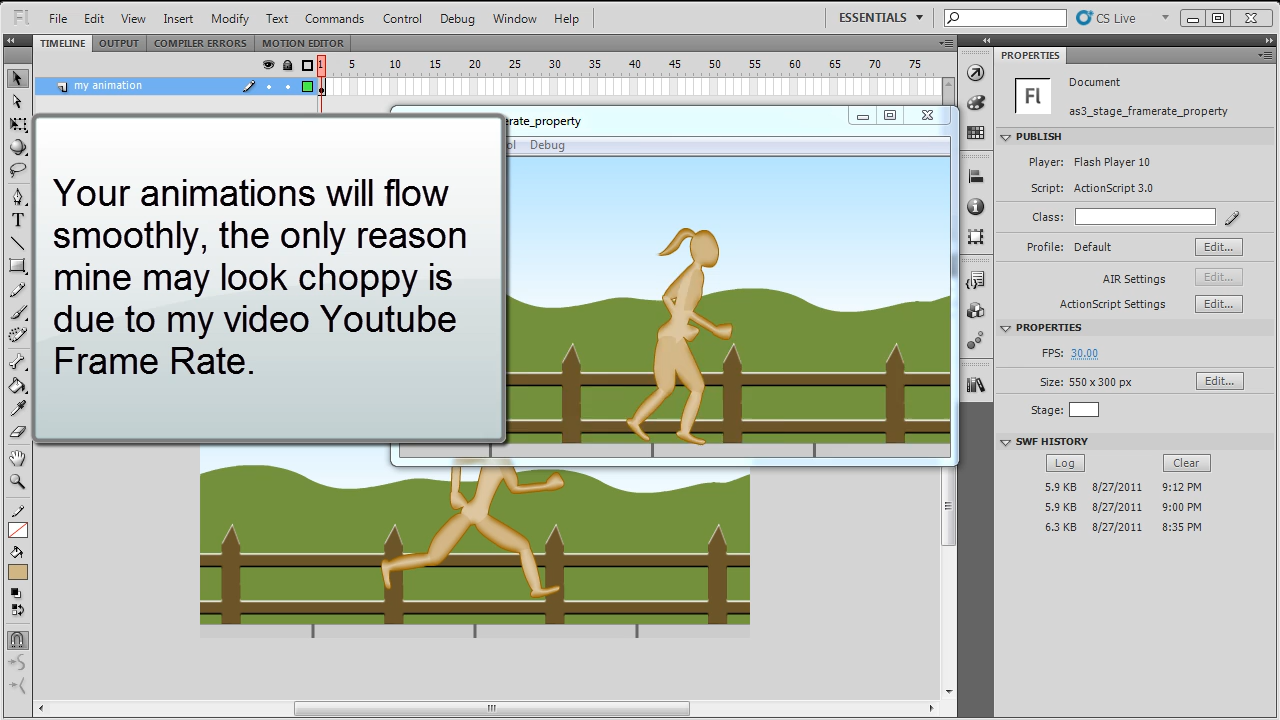 Fl File Edit View Insert Modify Text Commands Control Debug Window Help ESSENTIALS CS Live
TIMELINE OUTPUT COMPILER ERRORS MOTION EDITOR
1 5 10 15 20 25 30 35 40 45 50 55 60 65 70 75
my animation
erate_property
ol Debug
Your animations will flow
smoothly, the only reason
mine may look choppy is
due to my video Youtube
Frame Rate.
PROPERTIES
Fl Document
as3_stage_framerate_property
PUBLISH
Player: Flash Player 10
Script: ActionScript 3.0
Class:
Profile: Default Edit...
AIR Settings Edit...
ActionScript Settings Edit...
PROPERTIES
FPS: 30.00
Size: 550 x 300 px Edit...
Stage:
SWF HISTORY
Log Clear
5.9 KB 8/27/2011 9:12 PM
5.9 KB 8/27/2011 9:00 PM
6.3 KB 8/27/2011 8:35 PM